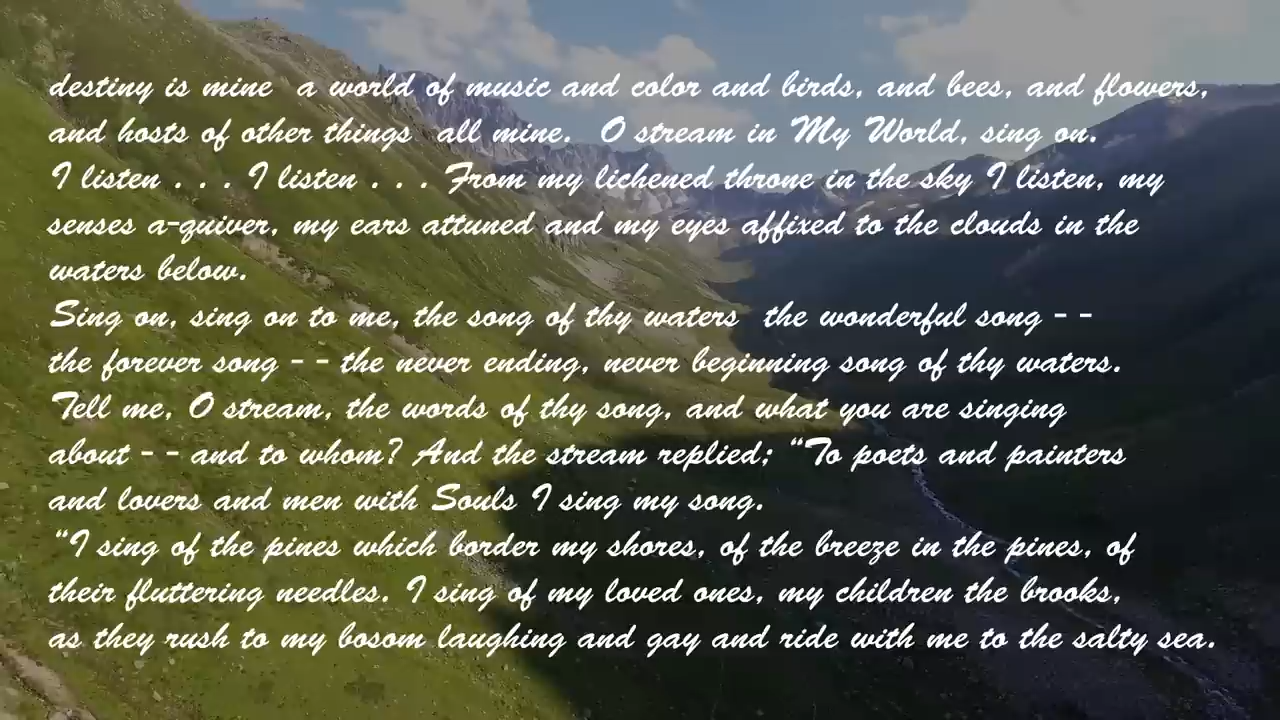 destiny is mine  a world of music and color and birds, and bees, and flowers,
and hosts of other things  all mine.  O stream in My World, sing on.
I listen . . . I listen . . . From my lichened throne in the sky I listen, my
senses a-quiver, my ears attuned and my eyes affixed to the clouds in the
waters below.
Sing on, sing on to me, the song of thy waters  the wonderful song - -
the forever song - - the never ending, never beginning song of thy waters.
Tell me, O stream, the words of thy song, and what you are singing
about - - and to whom? And the stream replied; “To poets and painters
and lovers and men with Souls I sing my song.
“I sing of the pines which border my shores, of the breeze in the pines, of
their fluttering needles. I sing of my loved ones, my children the brooks,
as they rush to my bosom laughing and gay and ride with me to the salty sea.